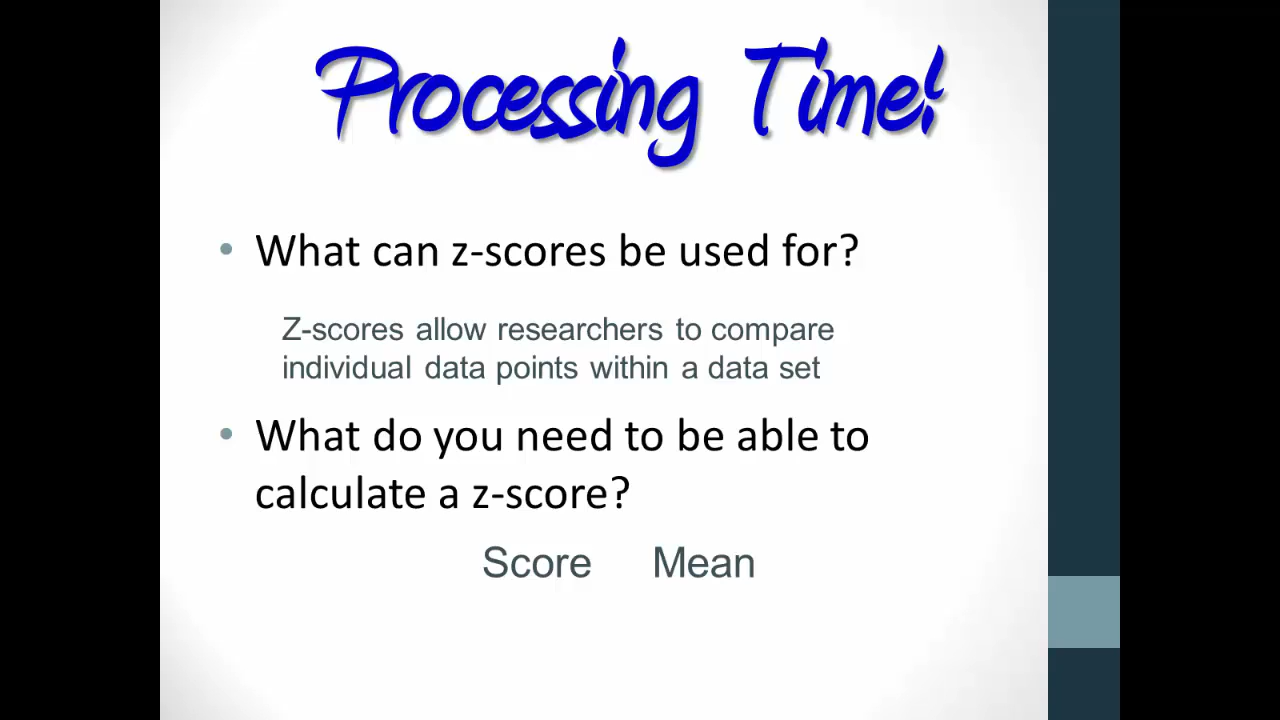 Processing Time!
• What can z-scores be used for?
Z-scores allow researchers to compare
individual data points within a data set
• What do you need to be able to
calculate a z-score?
Score Mean